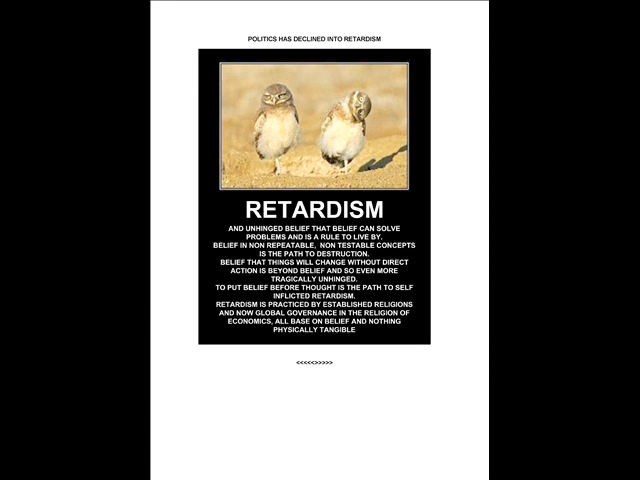 POLITICS HAS DECLINED INTO RETARDISM
RETARDISM
AND UNHINGED BELIEF THAT BELIEF CAN SOLVE
PROBLEMS AND IS A RULE TO LIVE BY.
BELIEF IN NON REPEATABLE, NON TESTABLE CONCEPTS
IS THE PATH TO DESTRUCTION.
BELIEF THAT THINGS WILL CHANGE WITHOUT DIRECT
ACTION IS BEYOND BELIEF AND SO EVEN MORE
TRAGICALLY UNHINGED.
TO PUT BELIEF BEFORE THOUGHT IS THE PATH TO SELF
INFLICTED RETARDISM.
RETARDISM IS PRACTICED BY ESTABLISHED RELIGIONS
AND NOW GLOBAL GOVERNANCE IN THE RELIGION OF
ECONOMICS, ALL BASE ON BELIEF AND NOTHING
PHYSICALLY TANGIBLE
<<<<<>>>>>